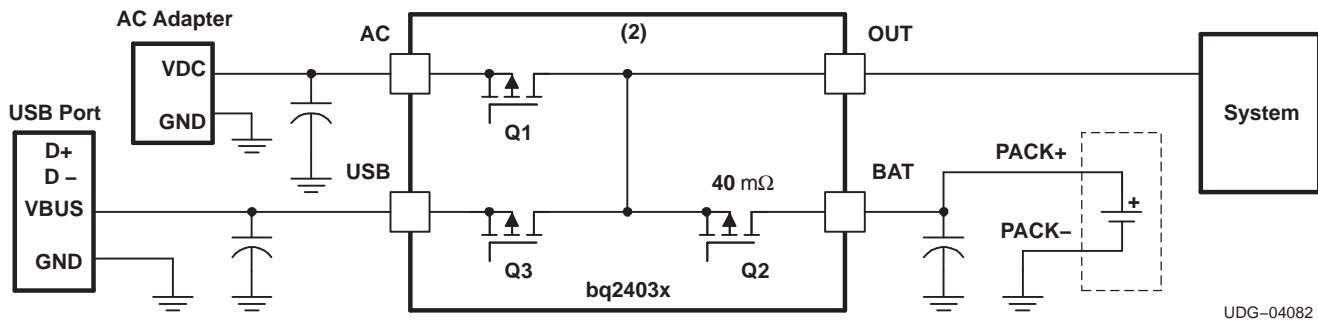 AC Adapter
VDC
GND
USB Port
D+
D –
VBUS
GND
AC
(2)
OUT
Q1
USB
BAT
40 mΩ
Q3
Q2
bq2403x
PACK+
+
PACK–
System
UDG–04082